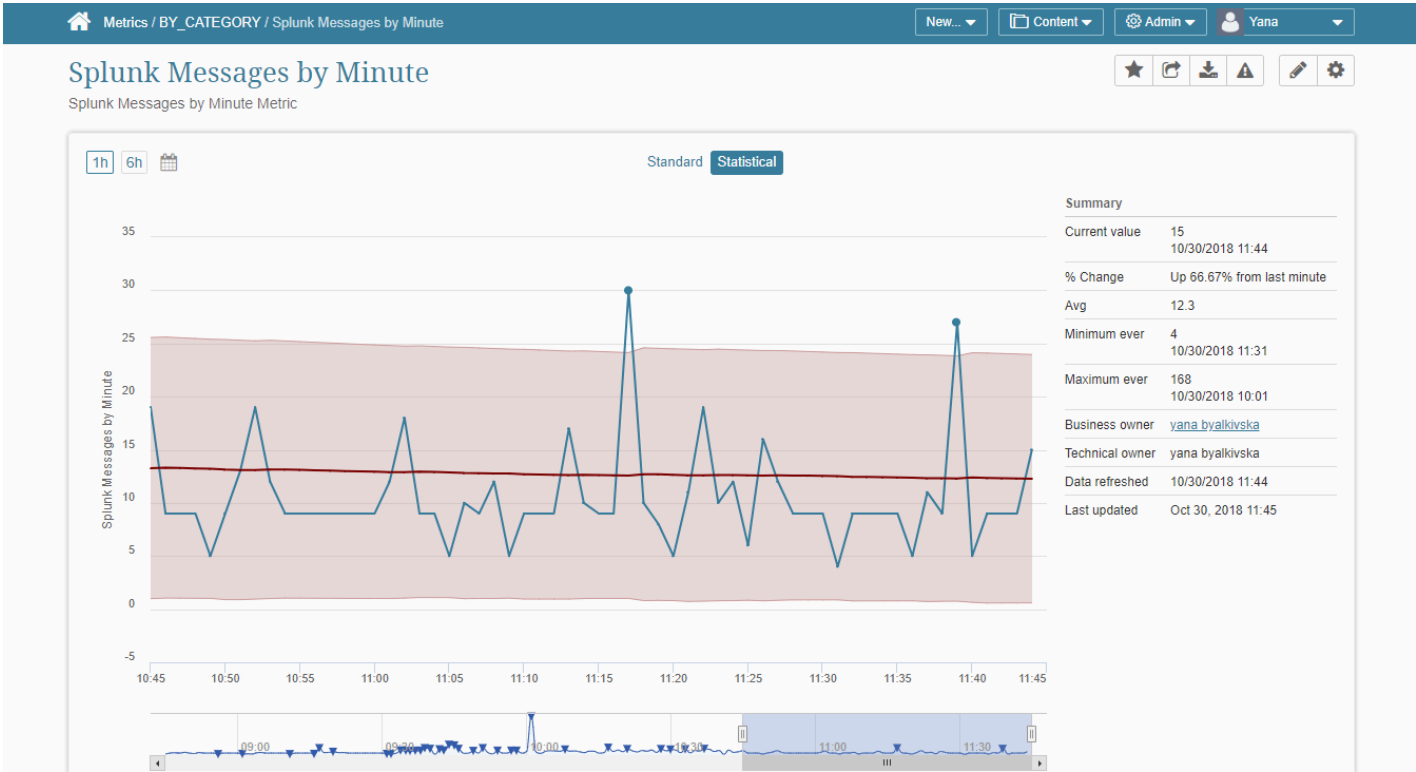 Metrics / BY_CATEGORY / Splunk Messages by Minute
New...
Content
Admin
Yana
Splunk Messages by Minute
Splunk Messages by Minute Metric
1h
6h
Standard
Statistical
35
30
25
20
15
10
5
0
-5
Splunk Messages by Minute
10:45
10:50
10:55
11:00
11:05
11:10
11:15
11:20
11:25
11:30
11:35
11:40
11:45
09:00
09:30
10:00
10:30
11:00
11:30
Summary
Current value 15
10/30/2018 11:44
% Change Up 66.67% from last minute
Avg 12.3
Minimum ever 4
10/30/2018 11:31
Maximum ever 168
10/30/2018 10:01
Business owner yana byalkivska
Technical owner yana byalkivska
Data refreshed 10/30/2018 11:44
Last updated Oct 30, 2018 11:45